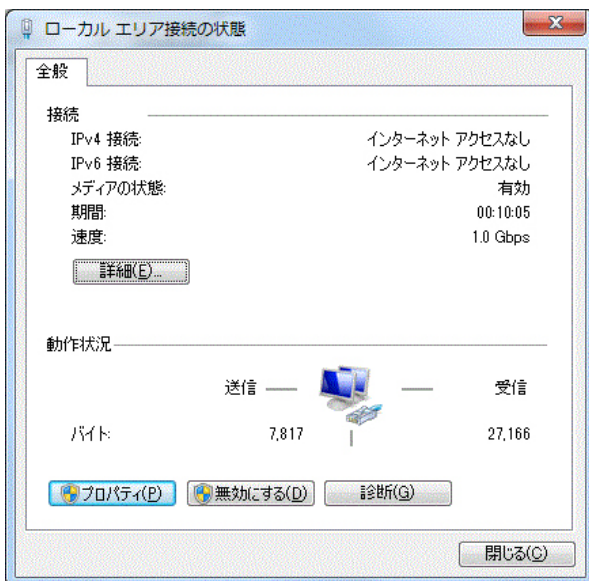 ローカル エリア接続の状態
全般
接続
IPv4 接続: インターネット アクセスなし
IPv6 接続: インターネット アクセスなし
メディアの状態: 有効
期間: 00:10:05
速度: 1.0 Gbps
詳細(E)...
動作状況
送信 受信
バイト: 7,817 27,166
プロパティ(P) 無効にする(D) 診断(G)
閉じる(C)